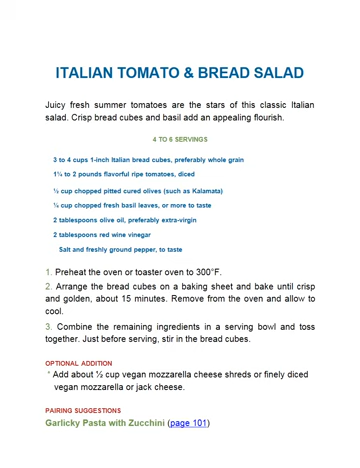 ITALIAN TOMATO & BREAD SALAD
Juicy fresh summer tomatoes are the stars of this classic Italian
salad. Crisp bread cubes and basil add an appealing flourish.
4 TO 6 SERVINGS
3 to 4 cups 1-inch Italian bread cubes, preferably whole grain
1½ to 2 pounds flavorful ripe tomatoes, diced
½ cup chopped pitted cured olives (such as Kalamata)
¼ cup chopped fresh basil leaves, or more to taste
2 tablespoons olive oil, preferably extra-virgin
2 tablespoons red wine vinegar
Salt and freshly ground pepper, to taste
1. Preheat the oven or toaster oven to 300°F.
2. Arrange the bread cubes on a baking sheet and bake until crisp
and golden, about 15 minutes. Remove from the oven and allow to
cool.
3. Combine the remaining ingredients in a serving bowl and toss
together. Just before serving, stir in the bread cubes.
OPTIONAL ADDITION
* Add about ½ cup vegan mozzarella cheese shreds or finely diced
vegan mozzarella or jack cheese.
PAIRING SUGGESTIONS
Garlicky Pasta with Zucchini (page 101)